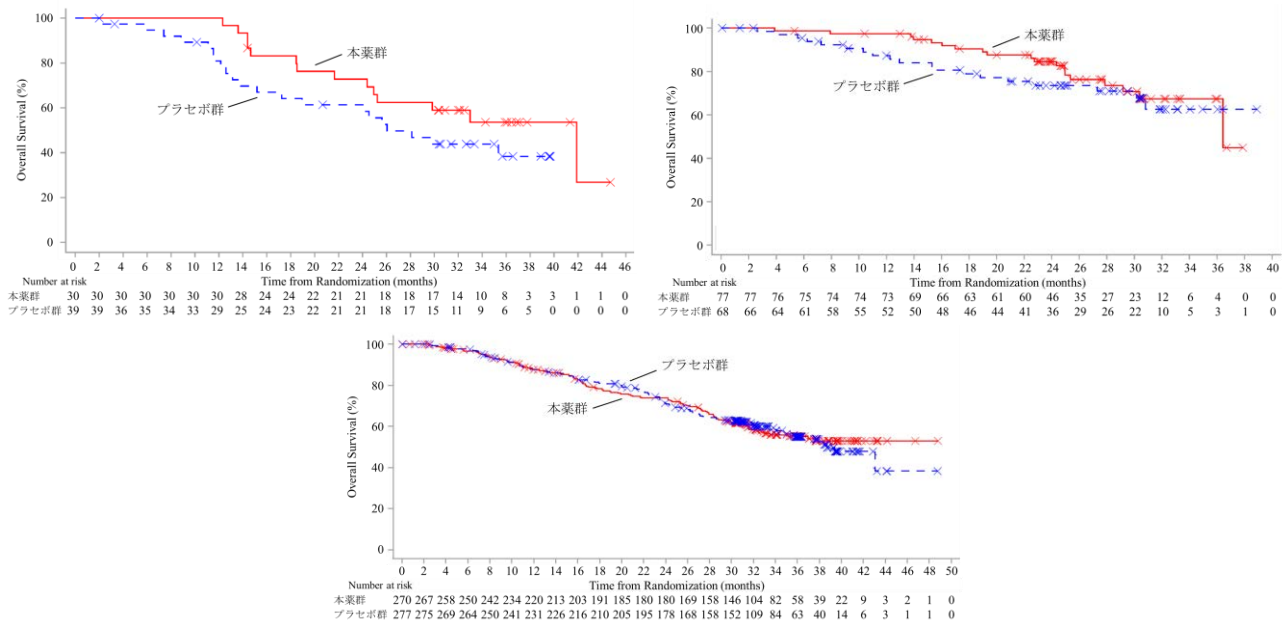 100
80
60
40
20
0
Overall Survival (%)
本薬群
プラセボ群
0 2 4 6 8 10 12 14 16 18 20 22 24 26 28 30 32 34 36 38 40 42 44 46
Number at risk
Time from Randomization (months)
本薬群 30 30 30 30 30 30 30 28 24 24 22 21 21 18 18 17 14 10 8 3 3 1 1 0
プラセボ群 39 39 36 35 34 33 29 25 24 23 22 21 21 18 17 15 11 9 6 5 0 0 0 0
100
80
60
40
20
0
Overall Survival (%)
本薬群
プラセボ群
0 2 4 6 8 10 12 14 16 18 20 22 24 26 28 30 32 34 36 38 40
Number at risk
Time from Randomization (months)
本薬群 77 77 76 75 74 74 73 69 66 63 61 60 46 35 27 23 12 6 4 0 0
プラセボ群 68 66 64 61 58 55 52 50 48 46 44 41 36 29 26 22 10 5 3 1 0
100
80
60
40
20
0
Overall Survival (%)
プラセボ群
本薬群
0 2 4 6 8 10 12 14 16 18 20 22 24 26 28 30 32 34 36 38 40 42 44 46 48 50
Number at risk
Time from Randomization (months)
本薬群 270 267 258 250 242 234 220 213 203 191 185 180 180 169 158 146 104 82 58 39 22 9 3 2 1 0
プラセボ群 277 275 269 264 250 241 231 226 216 210 205 195 178 168 158 152 109 84 63 40 14 6 3 1 1 0